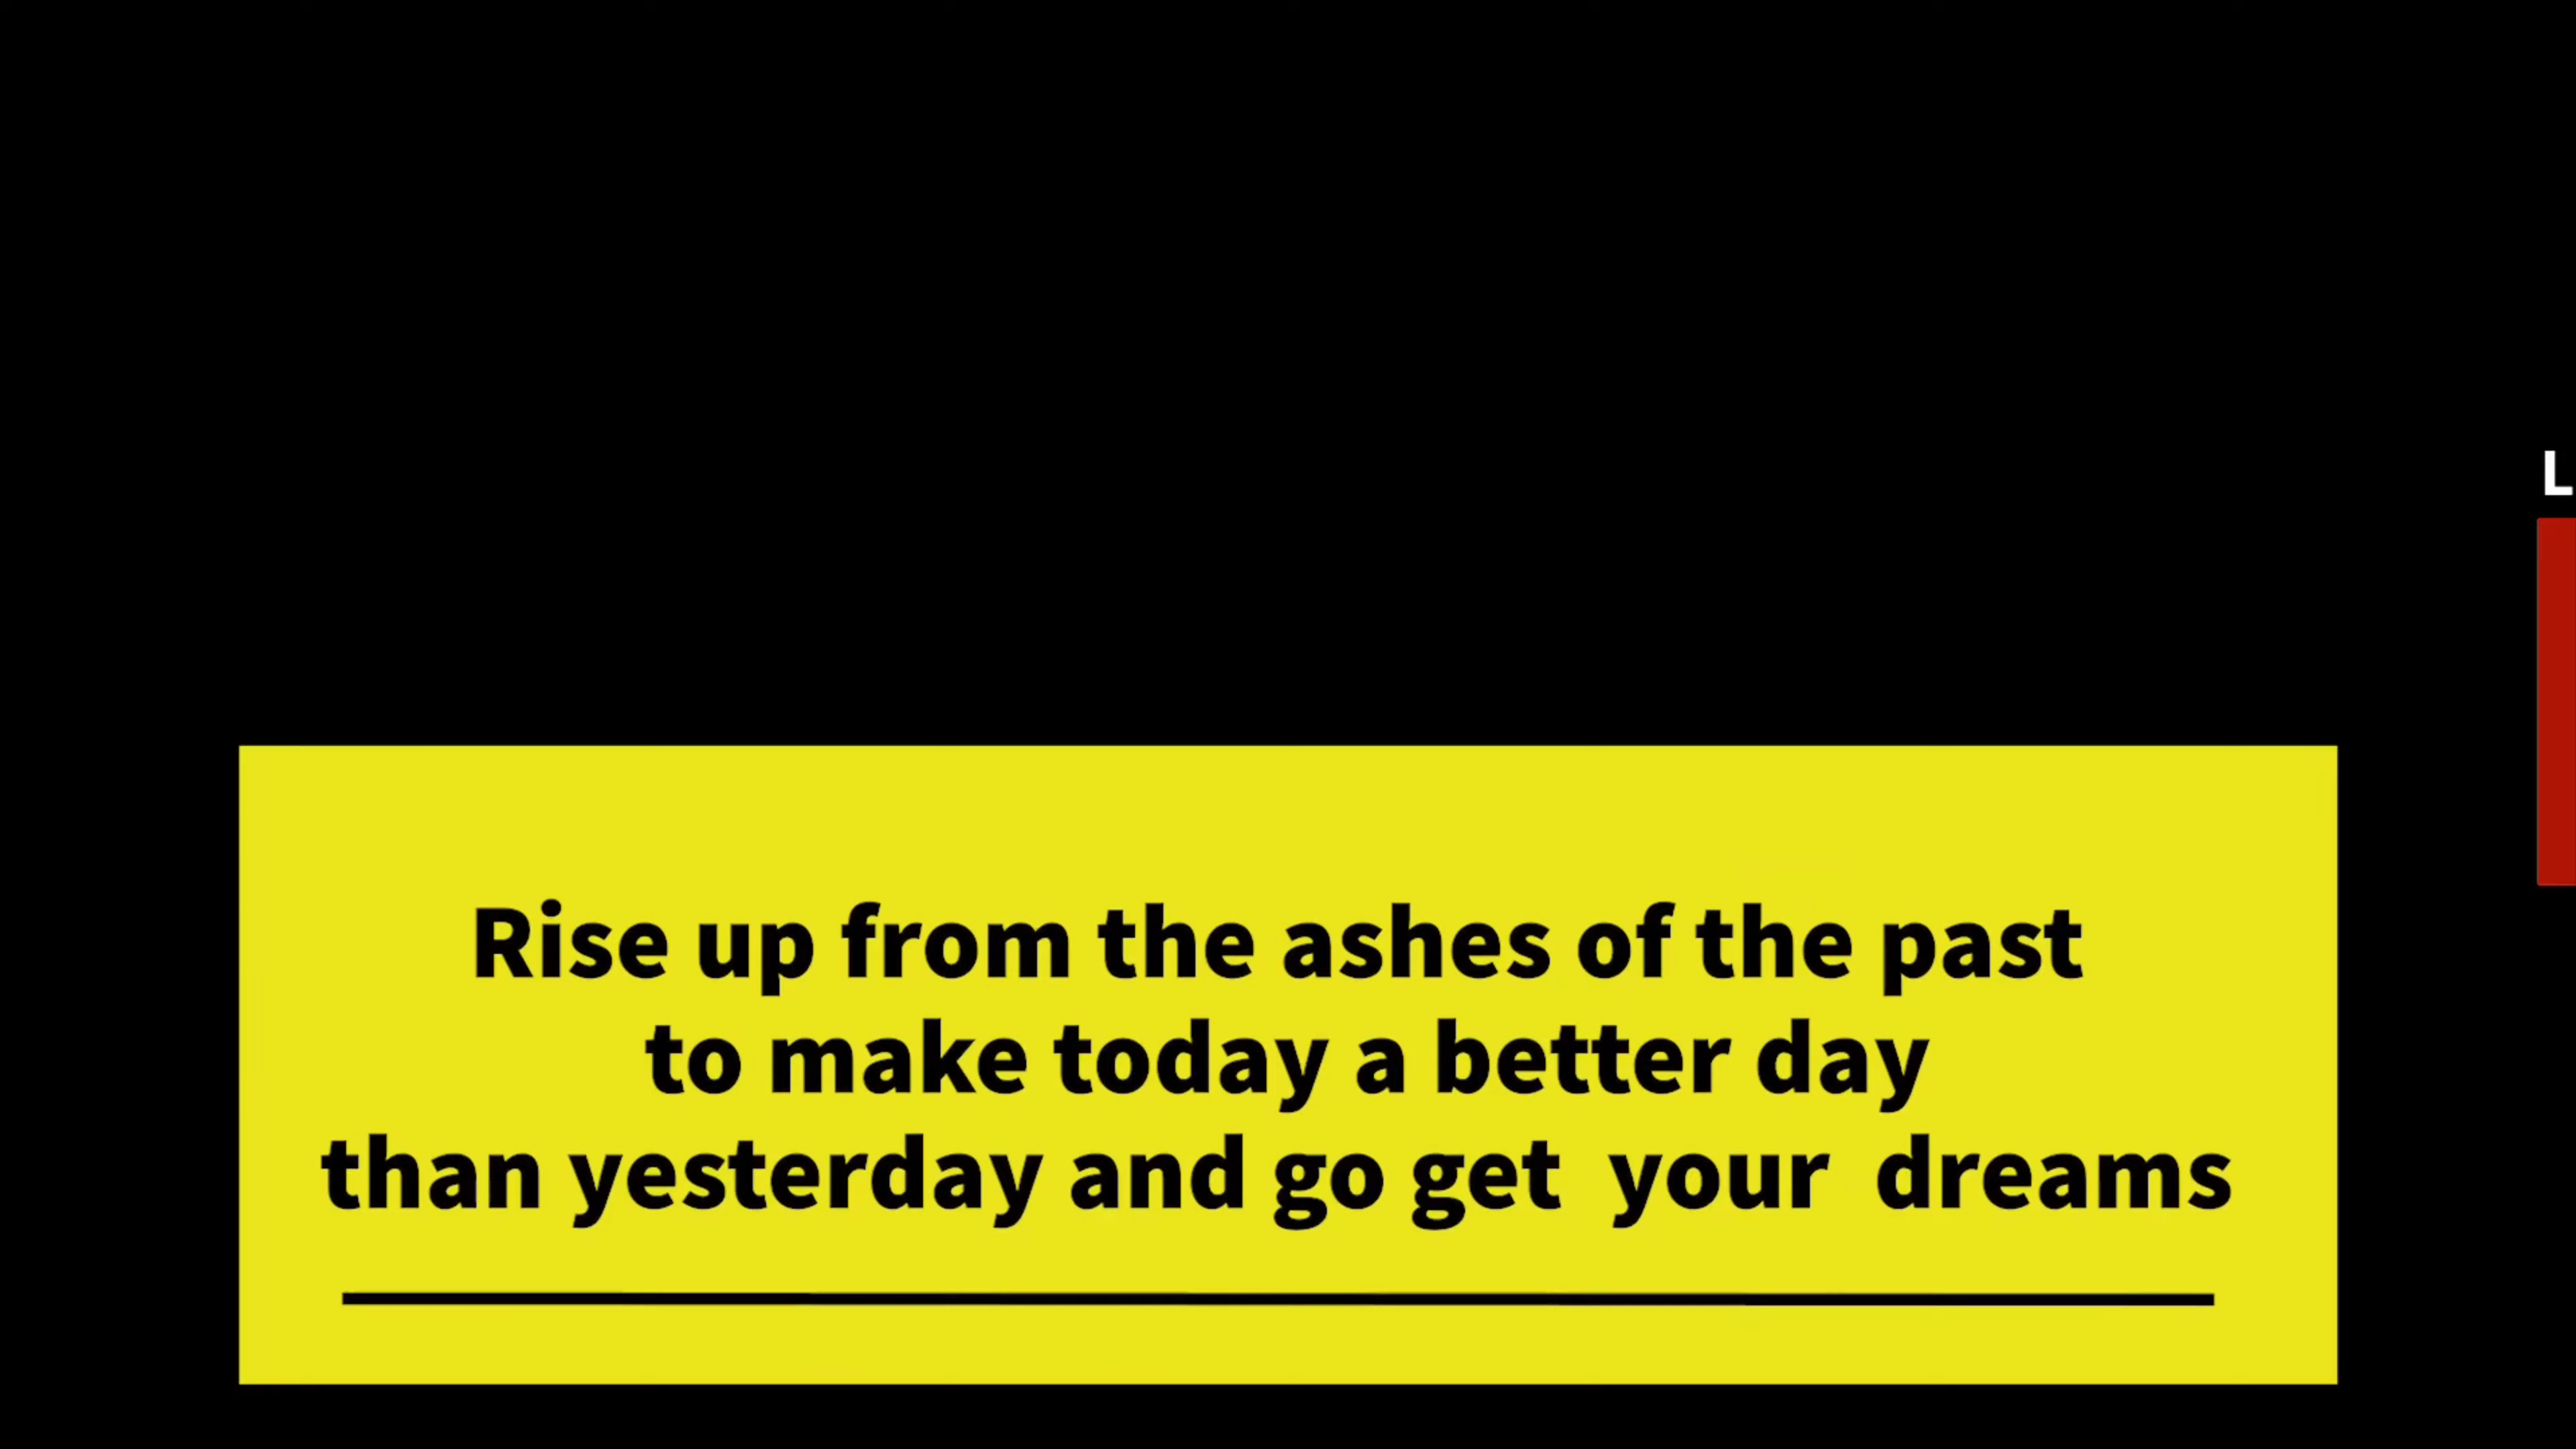 L
Rise up from the ashes of the past
to make today a better day
than yesterday and go get  your  dreams